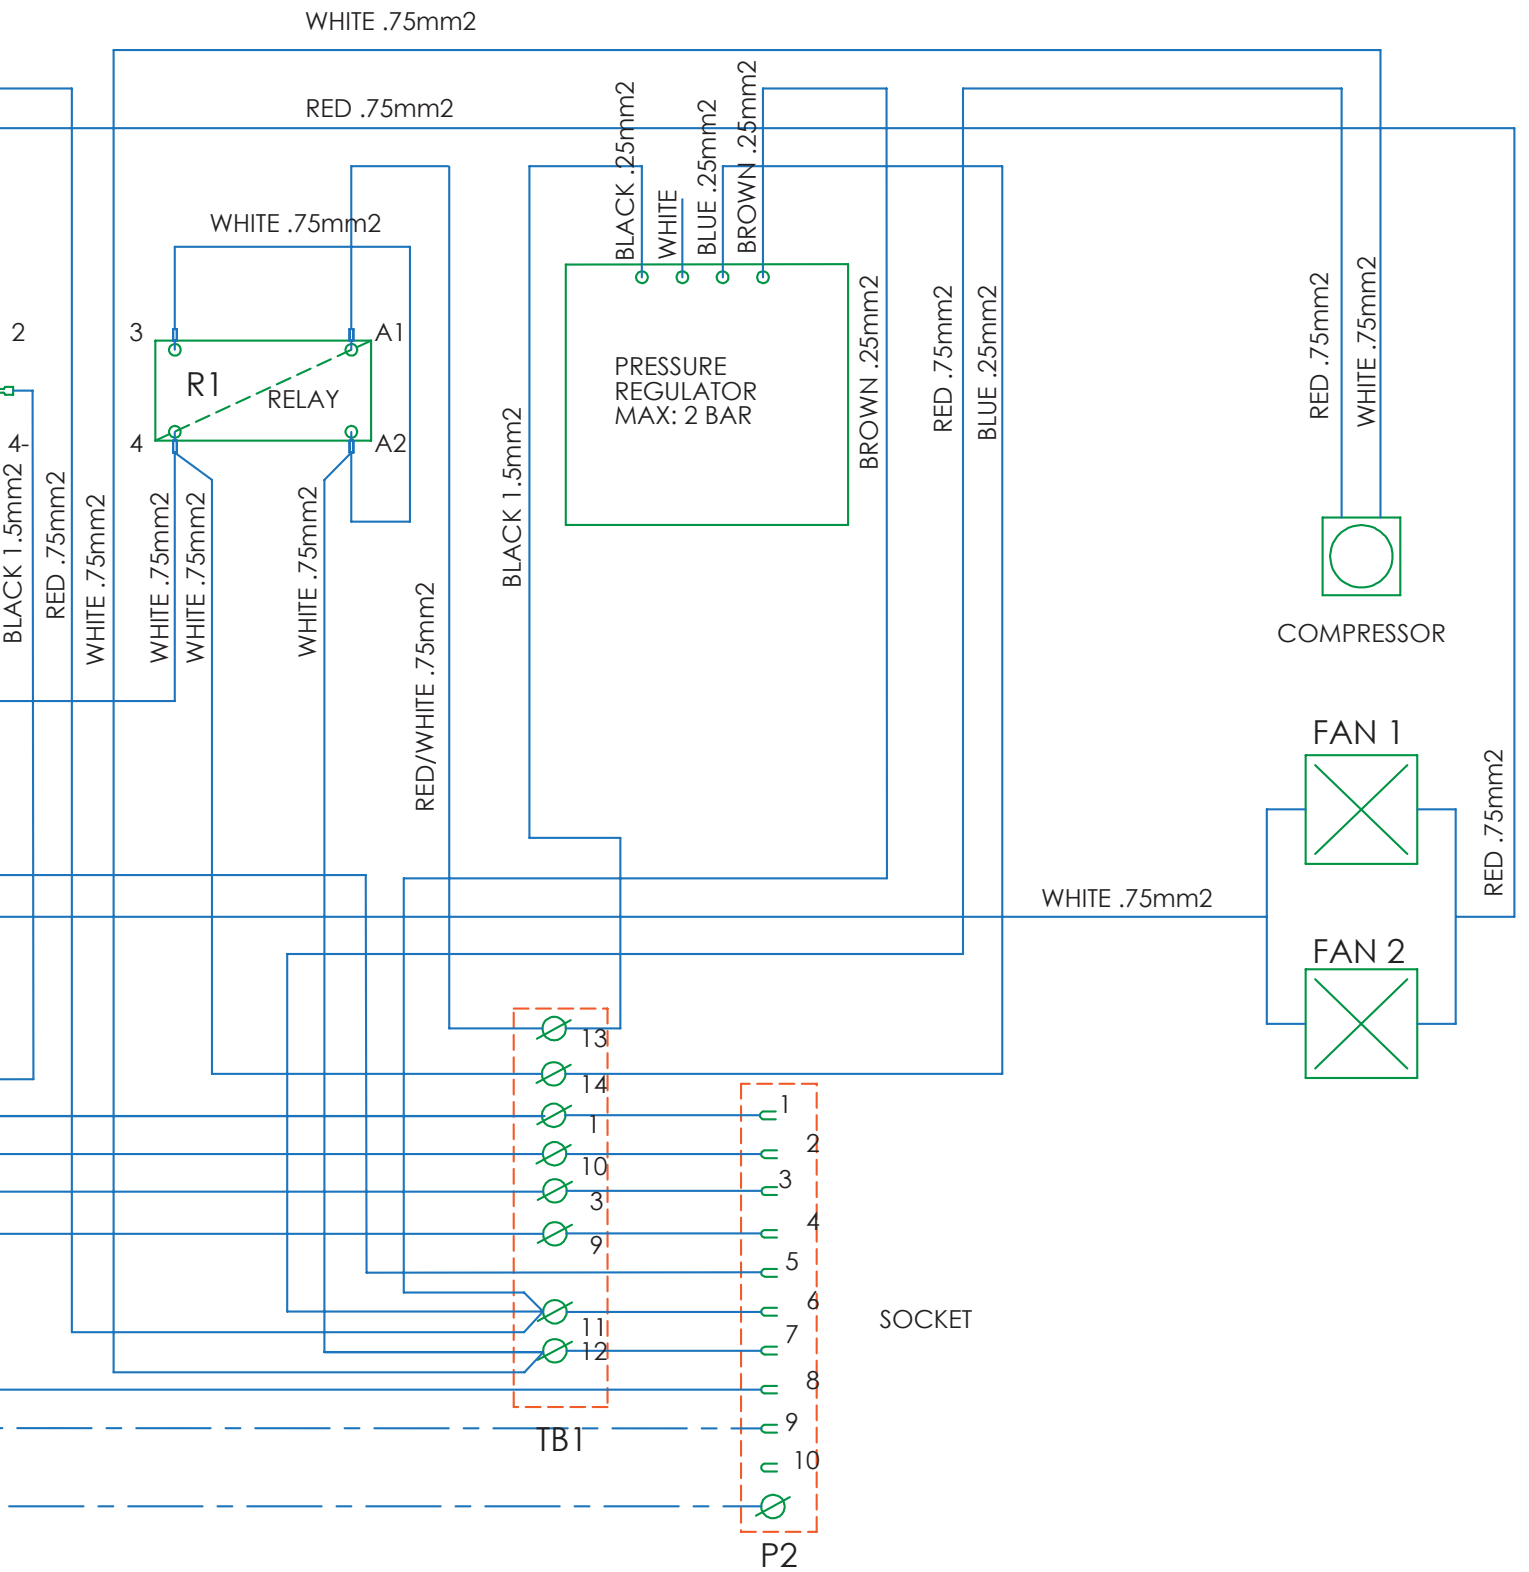 WHITE .75mm2
RED .75mm2
BLACK .25mm2
WHITE
BLUE .25mm2
BROWN .25mm2
WHITE .75mm2
2
3
A1
R1
RELAY
4-
4
A2
PRESSURE
REGULATOR
MAX: 2 BAR
BLACK 1.5mm2
RED .75mm2
WHITE .75mm2
WHITE .75mm2
WHITE .75mm2
WHITE .75mm2
RED/WHITE .75mm2
BLACK 1.5mm2
BROWN .25mm2
RED .75mm2
BLUE .25mm2
RED .75mm2
WHITE .75mm2
COMPRESSOR
FAN 1
RED .75mm2
WHITE .75mm2
FAN 2
13
14
1
10
3
9
11
12
TB1
1
2
3
4
5
6
7
8
9
10
SOCKET
P2